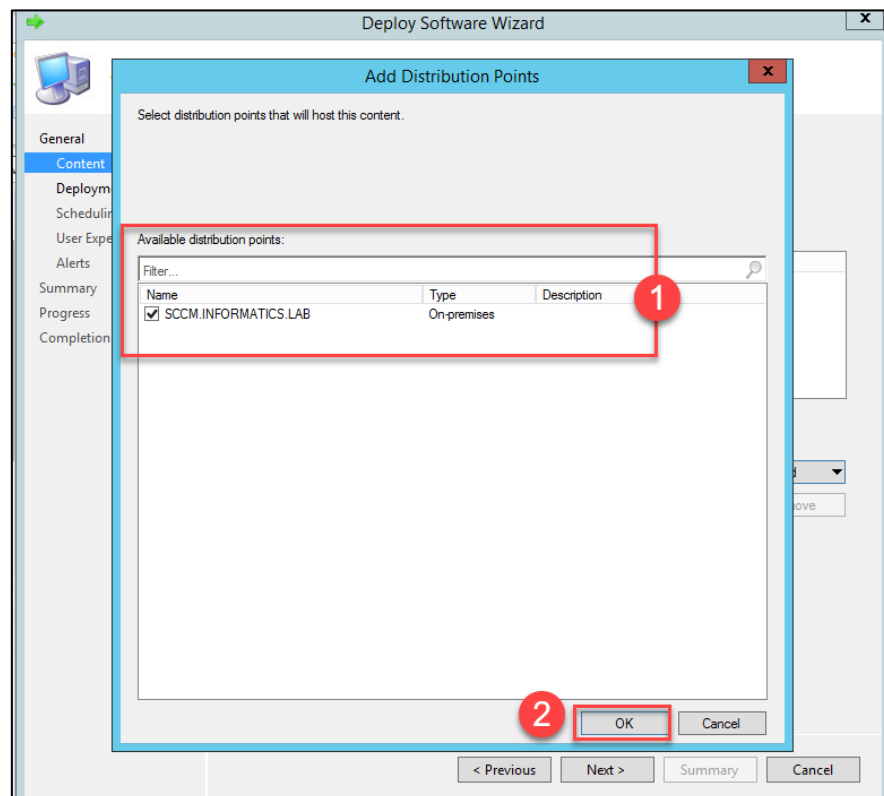 Deploy Software Wizard
x
Add Distribution Points
x
Select distribution points that will host this content.
General
Content
Deploym
Schedulin
User Expe
Alerts
Summary
Progress
Completion
Available distribution points:
Filter...
Name Type Description
SCCM.INFORMATICS.LAB On-premises
1
ove
2
OK Cancel
< Previous Next > Summary Cancel